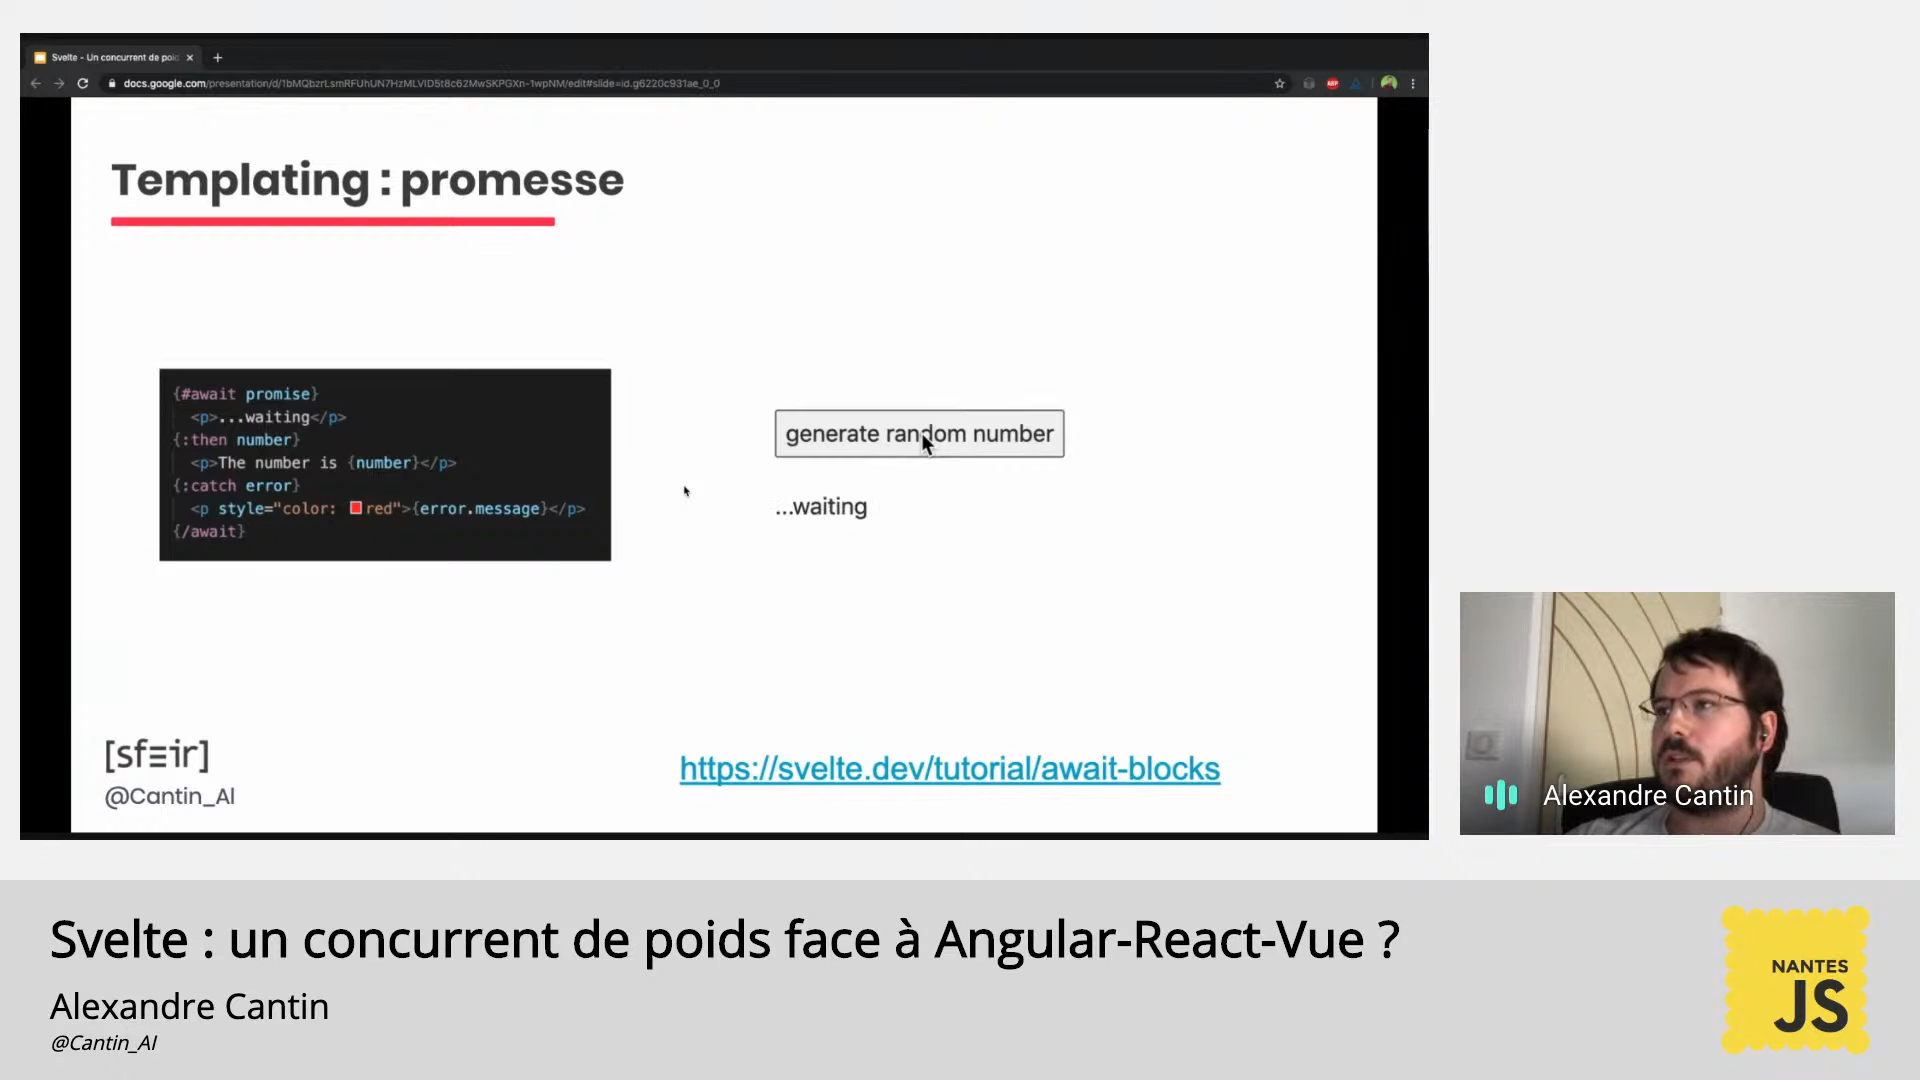 Svelte - Un concurrent de poid
docs.google.com/presentation/d/1bMQbzrLsmRFUhUN7HzMLVID5t8c62MwSKPGXn-1wpNM/edit#slide=id.g6220c931ae_0_0
ABP
Templating : promesse
{#await promise}
<p>...waiting</p>
{:then number}
<p>The number is {number}</p>
{:catch error}
<p style="color: red">{error.message}</p>
{/await}
generate random number
...waiting
[sfeir]
@Cantin_Al
https://svelte.dev/tutorial/await-blocks
Alexandre Cantin
Svelte : un concurrent de poids face à Angular-React-Vue ?
Alexandre Cantin
@Cantin_Al
NANTES
JS